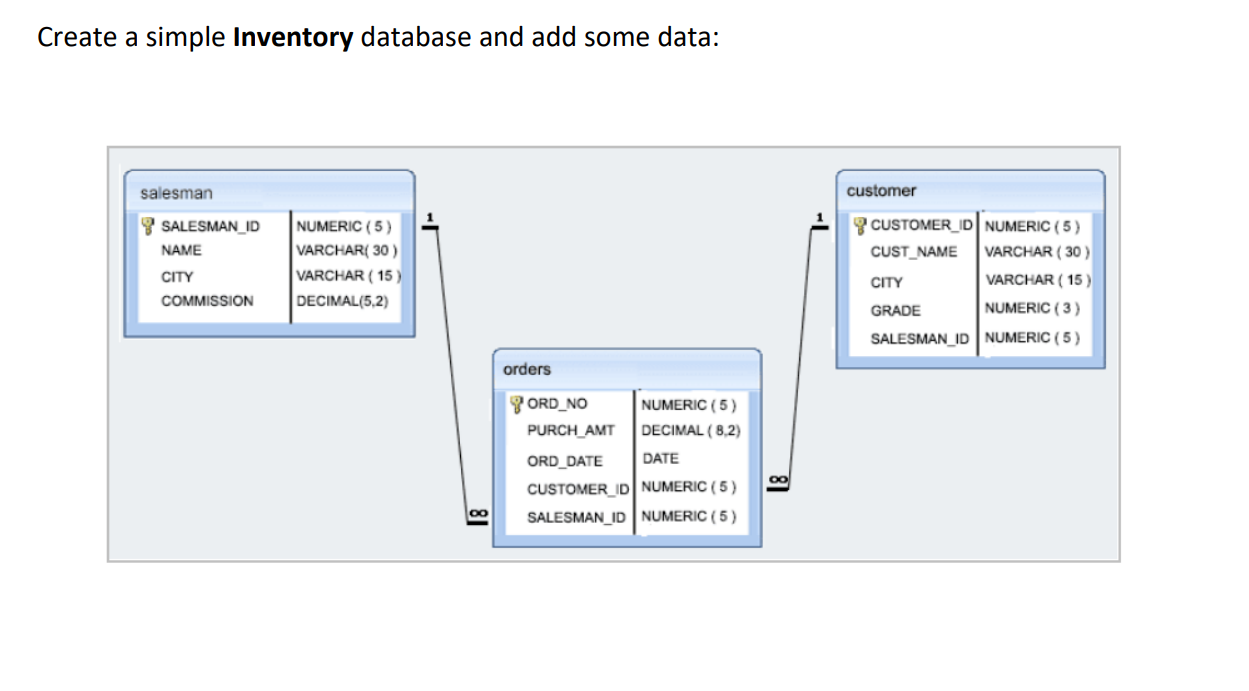 Create a simple Inventory database and add some data:
salesman
SALESMAN_ID NUMERIC ( 5 )
NAME VARCHAR( 30 )
CITY VARCHAR ( 15 )
COMMISSION DECIMAL(5,2)
1
∞
orders
ORD_NO NUMERIC ( 5 )
PURCH_AMT DECIMAL ( 8,2)
ORD_DATE DATE
CUSTOMER_ID NUMERIC ( 5 )
SALESMAN_ID NUMERIC ( 5 )
1
∞
customer
CUSTOMER_ID NUMERIC ( 5 )
CUST_NAME VARCHAR ( 30 )
CITY VARCHAR ( 15 )
GRADE NUMERIC ( 3 )
SALESMAN_ID NUMERIC ( 5 )